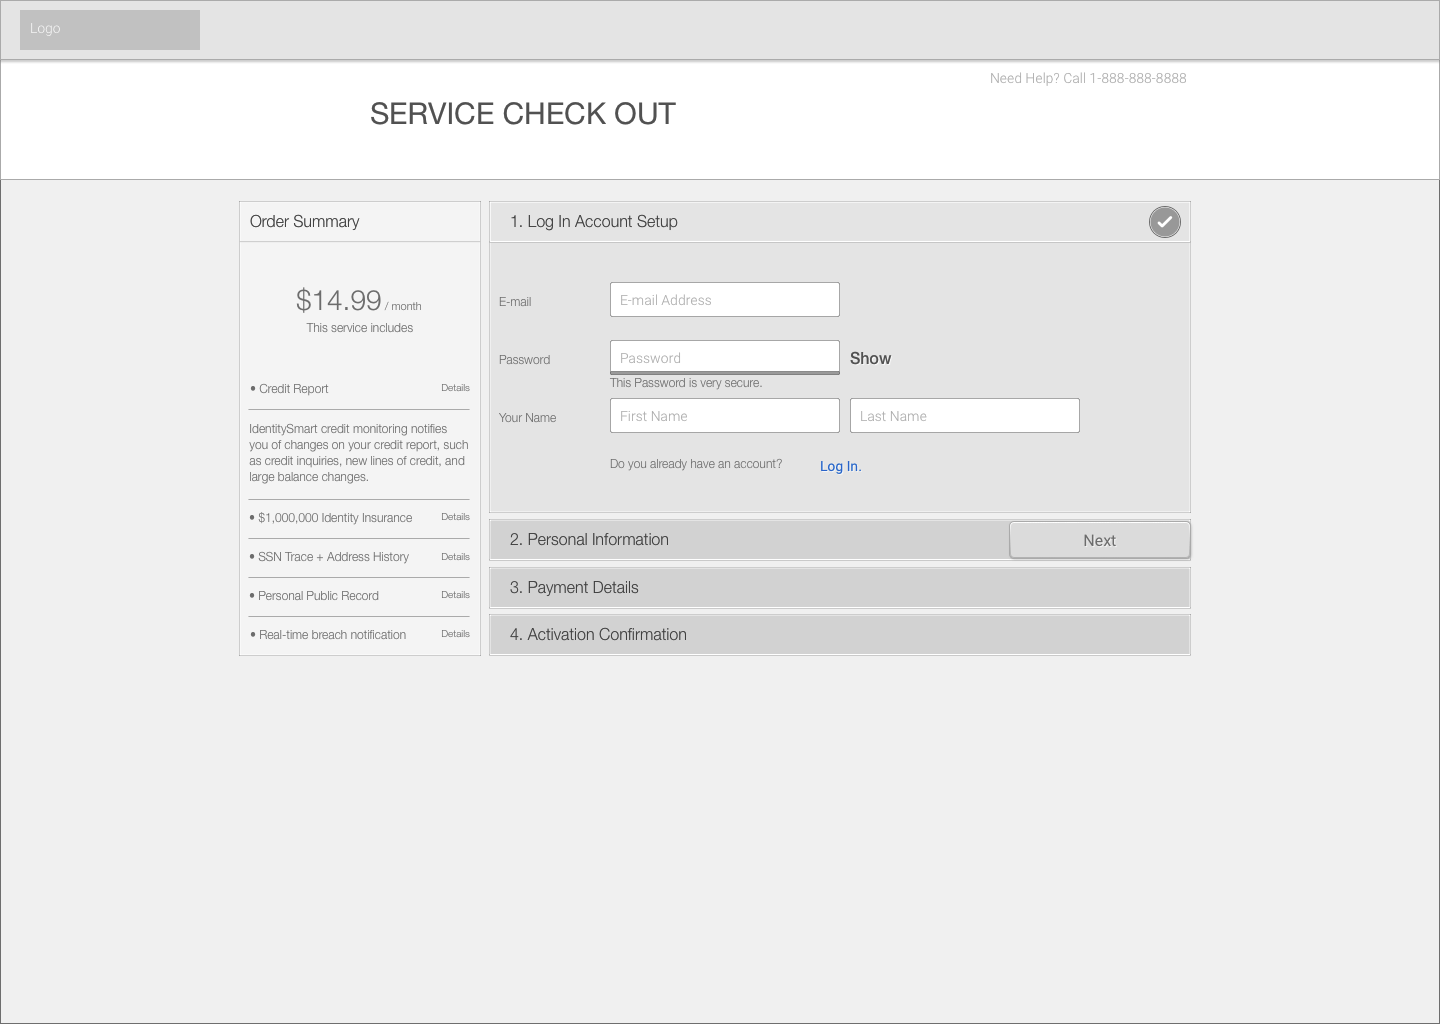 Logo
Need Help? Call 1-888-888-8888
SERVICE CHECK OUT
Order Summary
$14.99 / month
This service includes
• Credit Report Details
IdentitySmart credit monitoring notifies
you of changes on your credit report, such
as credit inquiries, new lines of credit, and
large balance changes.
• $1,000,000 Identity Insurance Details
• SSN Trace + Address History Details
• Personal Public Record Details
• Real-time breach notification Details
1. Log In Account Setup
E-mail E-mail Address
Password Password Show
This Password is very secure.
Your Name First Name Last Name
Do you already have an account? Log In.
2. Personal Information Next
3. Payment Details
4. Activation Confirmation